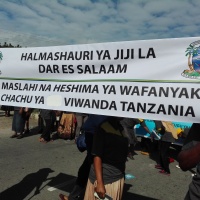 HALMASHAURI YA JIJI LA
DAR ES SALAAM
MASLAHI NA HESHIMA YA WAFANYAK
CHACHU YA VIWANDA TANZANIA